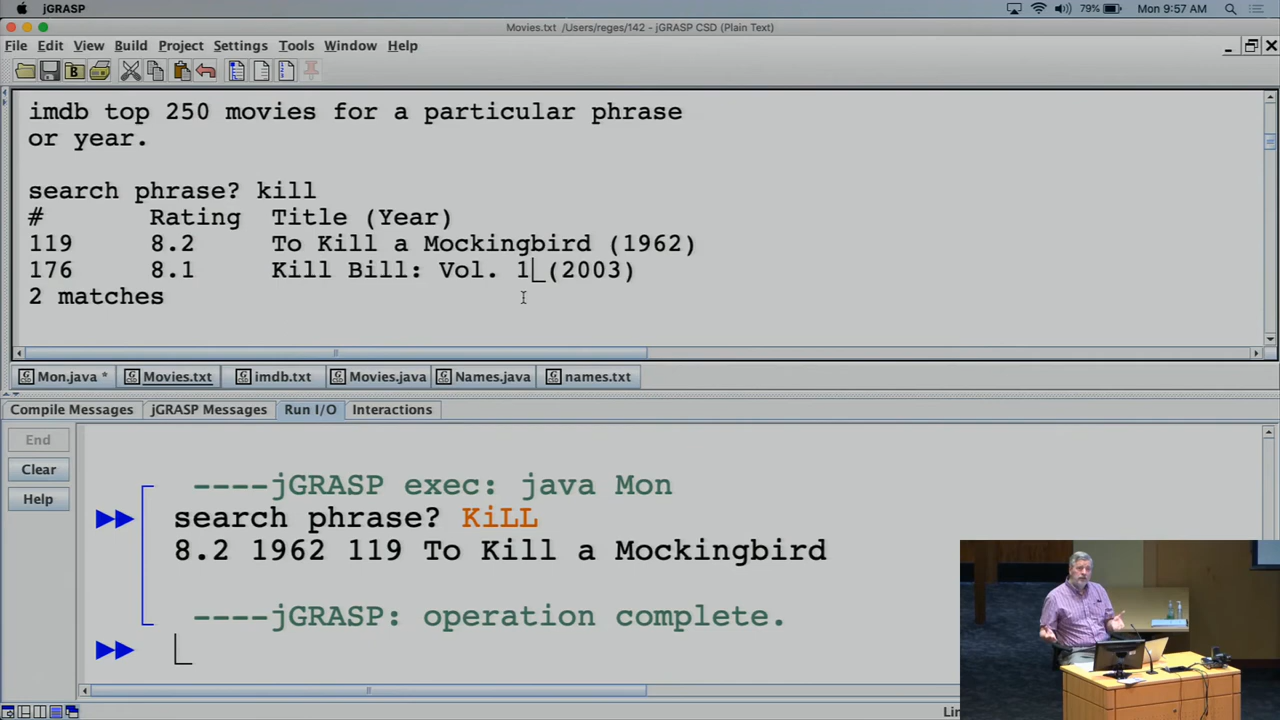 jGRASP 79% Mon 9:57 AM
Movies.txt /Users/reges/142 - jGRASP CSD (Plain Text)
File Edit View Build Project Settings Tools Window Help
imdb top 250 movies for a particular phrase
or year.
search phrase? kill
# Rating Title (Year)
119 8.2 To Kill a Mockingbird (1962)
176 8.1 Kill Bill: Vol. 1 (2003)
2 matches
Mon.java * Movies.txt imdb.txt Movies.java Names.java names.txt
Compile Messages jGRASP Messages Run I/O Interactions
End
Clear
Help
----jGRASP exec: java Mon
search phrase? KiLL
8.2 1962 119 To Kill a Mockingbird
----jGRASP: operation complete.